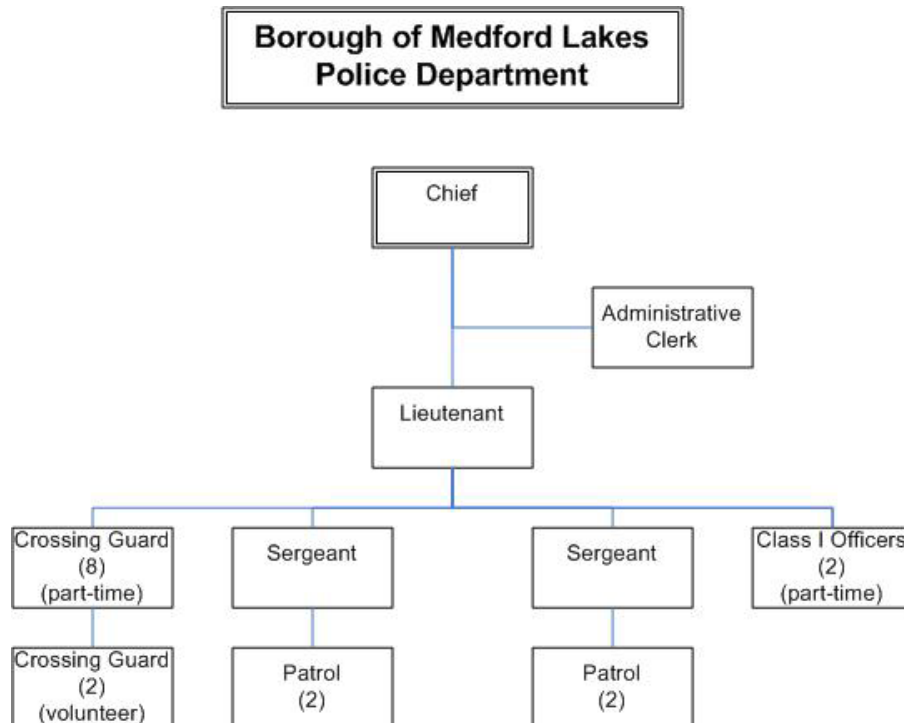 Borough of Medford Lakes
Police Department
Chief
Administrative
Clerk
Lieutenant
Crossing Guard
(8)
(part-time)
Sergeant
Sergeant
Class I Officers
(2)
(part-time)
Crossing Guard
(2)
(volunteer)
Patrol
(2)
Patrol
(2)